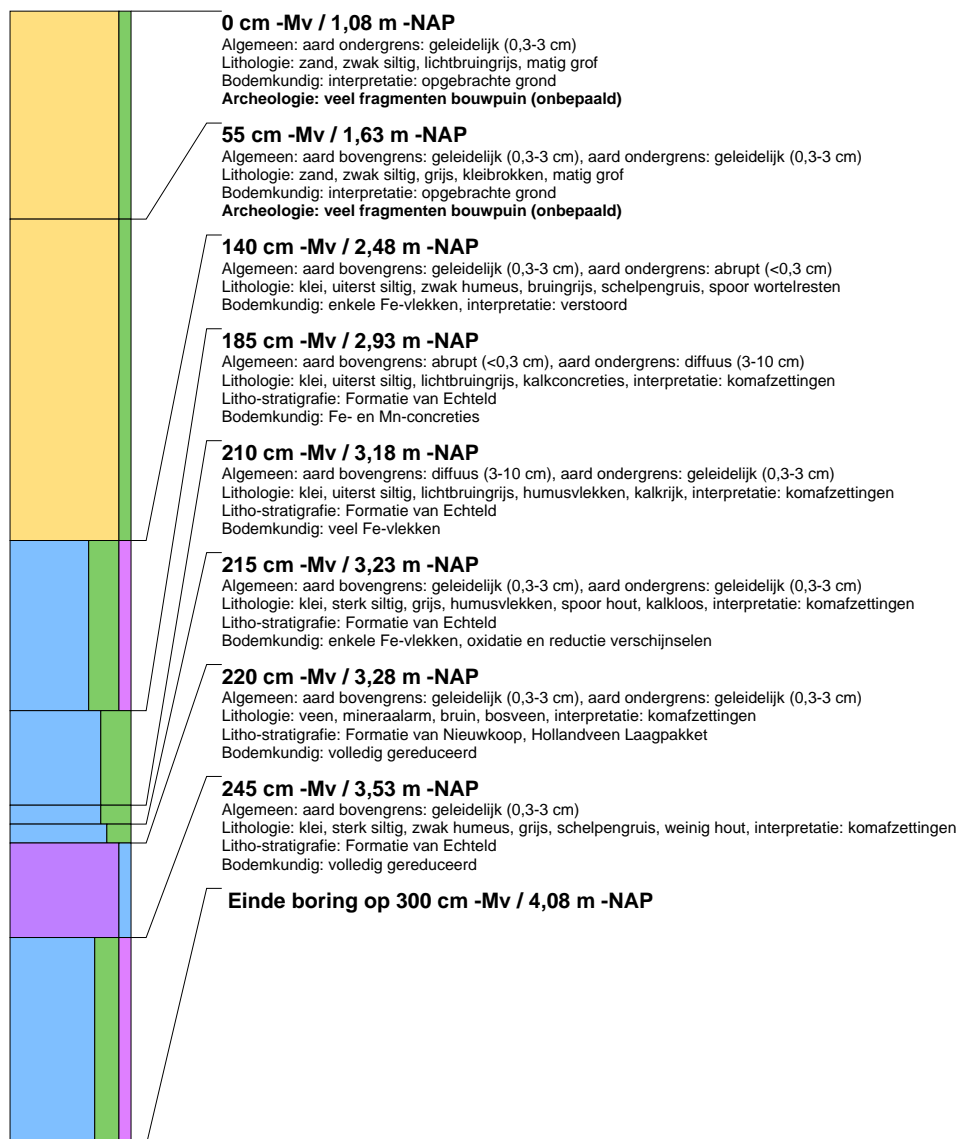 0 cm -Mv / 1,08 m -NAP
Algemeen: aard ondergrens: geleidelijk (0,3-3 cm)
Lithologie: zand, zwak siltig, lichtbruingrijs, matig grof
Bodemkundig: interpretatie: opgebrachte grond
Archeologie: veel fragmenten bouwpuin (onbepaald)
55 cm -Mv / 1,63 m -NAP
Algemeen: aard bovengrens: geleidelijk (0,3-3 cm), aard ondergrens: geleidelijk (0,3-3 cm)
Lithologie: zand, zwak siltig, grijs, kleibrokken, matig grof
Bodemkundig: interpretatie: opgebrachte grond
Archeologie: veel fragmenten bouwpuin (onbepaald)
140 cm -Mv / 2,48 m -NAP
Algemeen: aard bovengrens: geleidelijk (0,3-3 cm), aard ondergrens: abrupt (<0,3 cm)
Lithologie: klei, uiterst siltig, zwak humeus, bruingrijs, schelpengruis, spoor wortelresten
Bodemkundig: enkele Fe-vlekken, interpretatie: verstoord
185 cm -Mv / 2,93 m -NAP
Algemeen: aard bovengrens: abrupt (<0,3 cm), aard ondergrens: diffuus (3-10 cm)
Lithologie: klei, uiterst siltig, lichtbruingrijs, kalkconcreties, interpretatie: komafzettingen
Litho-stratigrafie: Formatie van Echteld
Bodemkundig: Fe- en Mn-concreties
210 cm -Mv / 3,18 m -NAP
Algemeen: aard bovengrens: diffuus (3-10 cm), aard ondergrens: geleidelijk (0,3-3 cm)
Lithologie: klei, uiterst siltig, lichtbruingrijs, humusvlekken, kalkrijk, interpretatie: komafzettingen
Litho-stratigrafie: Formatie van Echteld
Bodemkundig: veel Fe-vlekken
215 cm -Mv / 3,23 m -NAP
Algemeen: aard bovengrens: geleidelijk (0,3-3 cm), aard ondergrens: geleidelijk (0,3-3 cm)
Lithologie: klei, sterk siltig, grijs, humusvlekken, spoor hout, kalkloos, interpretatie: komafzettingen
Litho-stratigrafie: Formatie van Echteld
Bodemkundig: enkele Fe-vlekken, oxidatie en reductie verschijnselen
220 cm -Mv / 3,28 m -NAP
Algemeen: aard bovengrens: geleidelijk (0,3-3 cm), aard ondergrens: geleidelijk (0,3-3 cm)
Lithologie: veen, mineraalarm, bruin, bosveen, interpretatie: komafzettingen
Litho-stratigrafie: Formatie van Nieuwkoop, Hollandveen Laagpakket
Bodemkundig: volledig gereduceerd
245 cm -Mv / 3,53 m -NAP
Algemeen: aard bovengrens: geleidelijk (0,3-3 cm)
Lithologie: klei, sterk siltig, zwak humeus, grijs, schelpengruis, weinig hout, interpretatie: komafzettingen
Litho-stratigrafie: Formatie van Echteld
Bodemkundig: volledig gereduceerd
Einde boring op 300 cm -Mv / 4,08 m -NAP